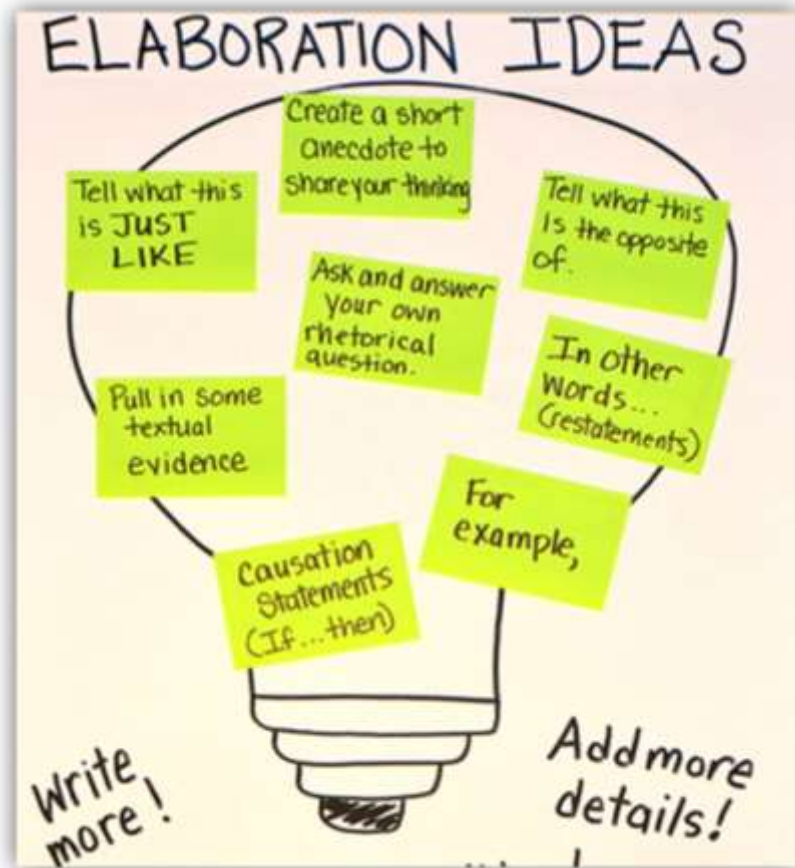 ELABORATION IDEAS
Create a short
anecdote to
share your thinking
Tell what this
is JUST
LIKE
Tell what this
is the opposite
of.
Ask and answer
your own
rhetorical
question.
In other
words...
(restatements)
Pull in some
textual
evidence
For
example,
Causation
Statements
(If...then)
Write
more!
Add more
details!